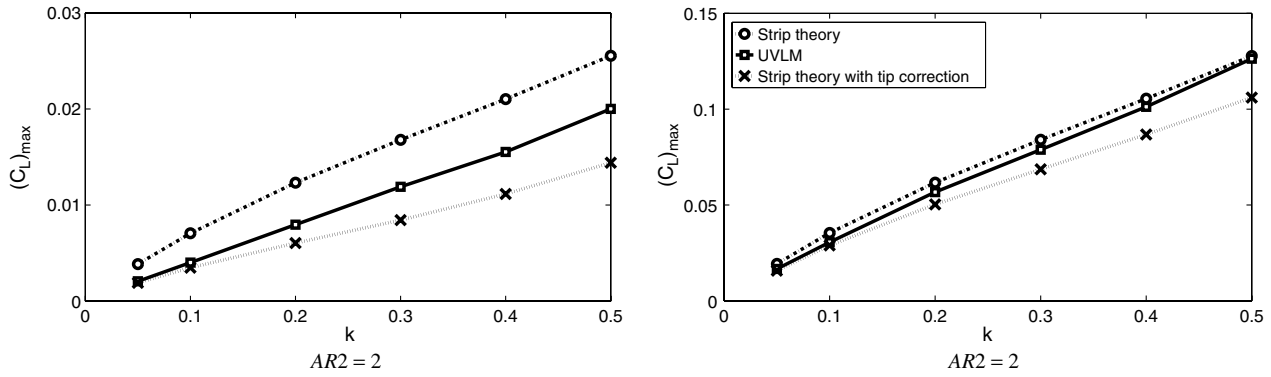 0.03
0.02
0.01
0
(C_L)_max
0
0.1
0.2
0.3
0.4
0.5
k
AR2 = 2
0.15
0.10
0.05
0
(C_L)_max
Strip theory
UVLM
Strip theory with tip correction
0
0.1
0.2
0.3
0.4
0.5
k
AR2 = 2